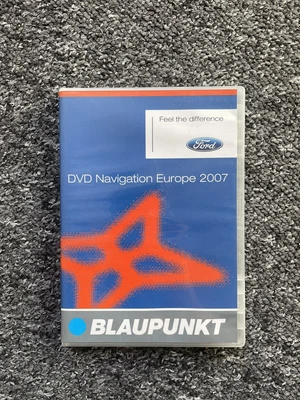 Feel the difference
Ford
DVD Navigation Europe 2007
BLAUPUNKT